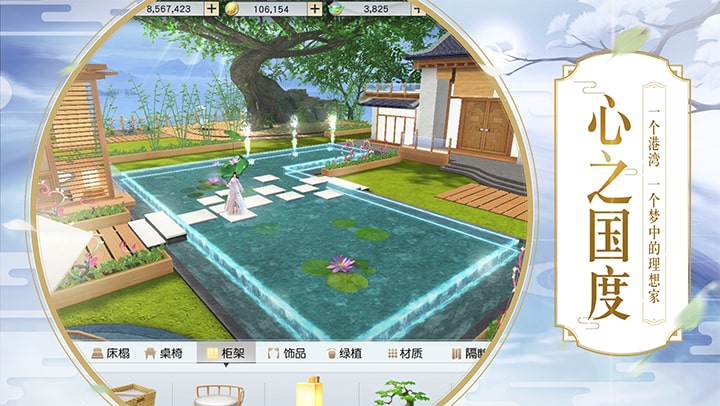 8,567,423
106,154
3,825
心之国度
一个港湾 一个梦中的理想家
床榻
桌椅
柜架
饰品
绿植
材质